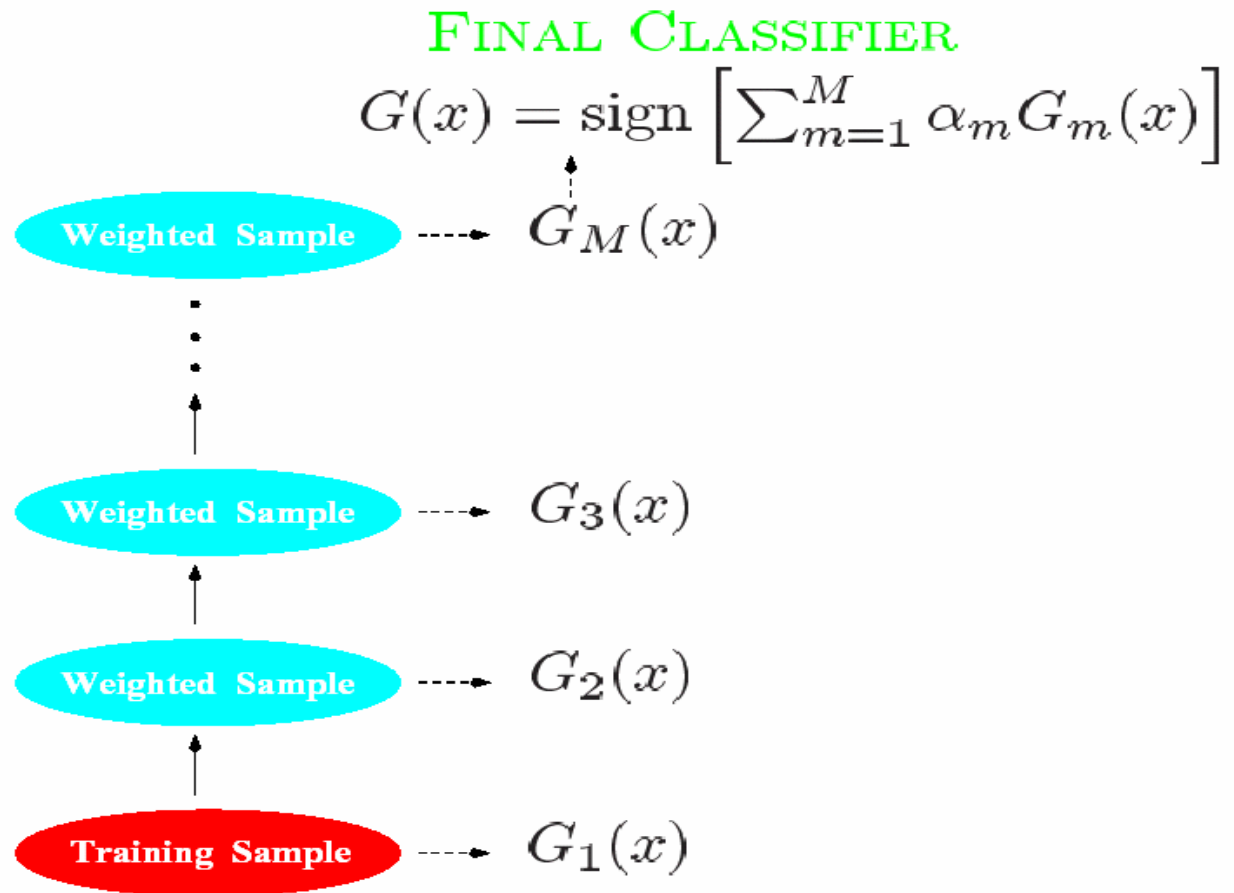 FINAL CLASSIFIER
G(x) = sign [∑_{m=1}^{M} α_m G_m(x)]
Weighted Sample G_M(x)
Weighted Sample G_3(x)
Weighted Sample G_2(x)
Training Sample G_1(x)